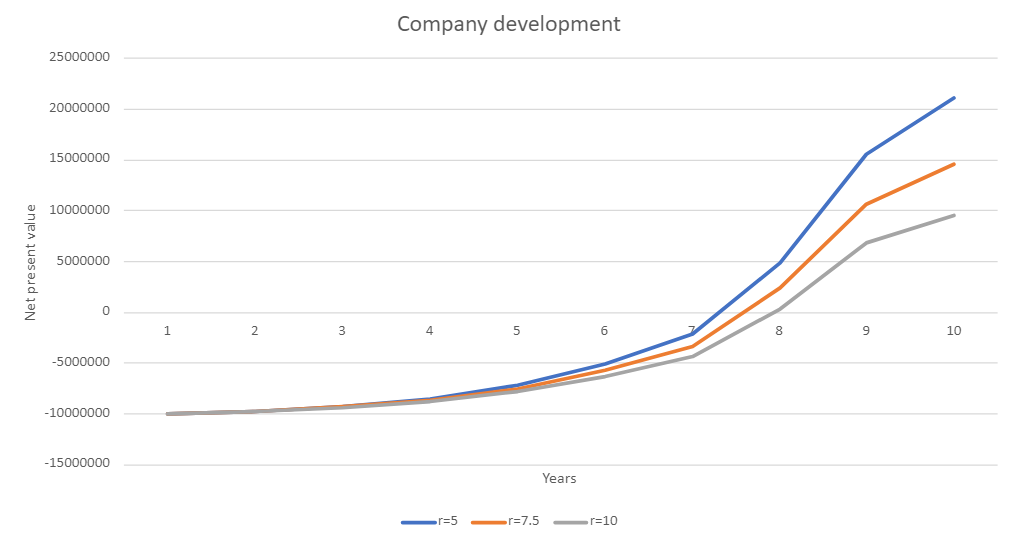 Company development
25000000
20000000
15000000
10000000
5000000
0
-5000000
-10000000
-15000000
Net present value
1 2 3 4 5 6 7 8 9 10
Years
r=5 r=7.5 r=10